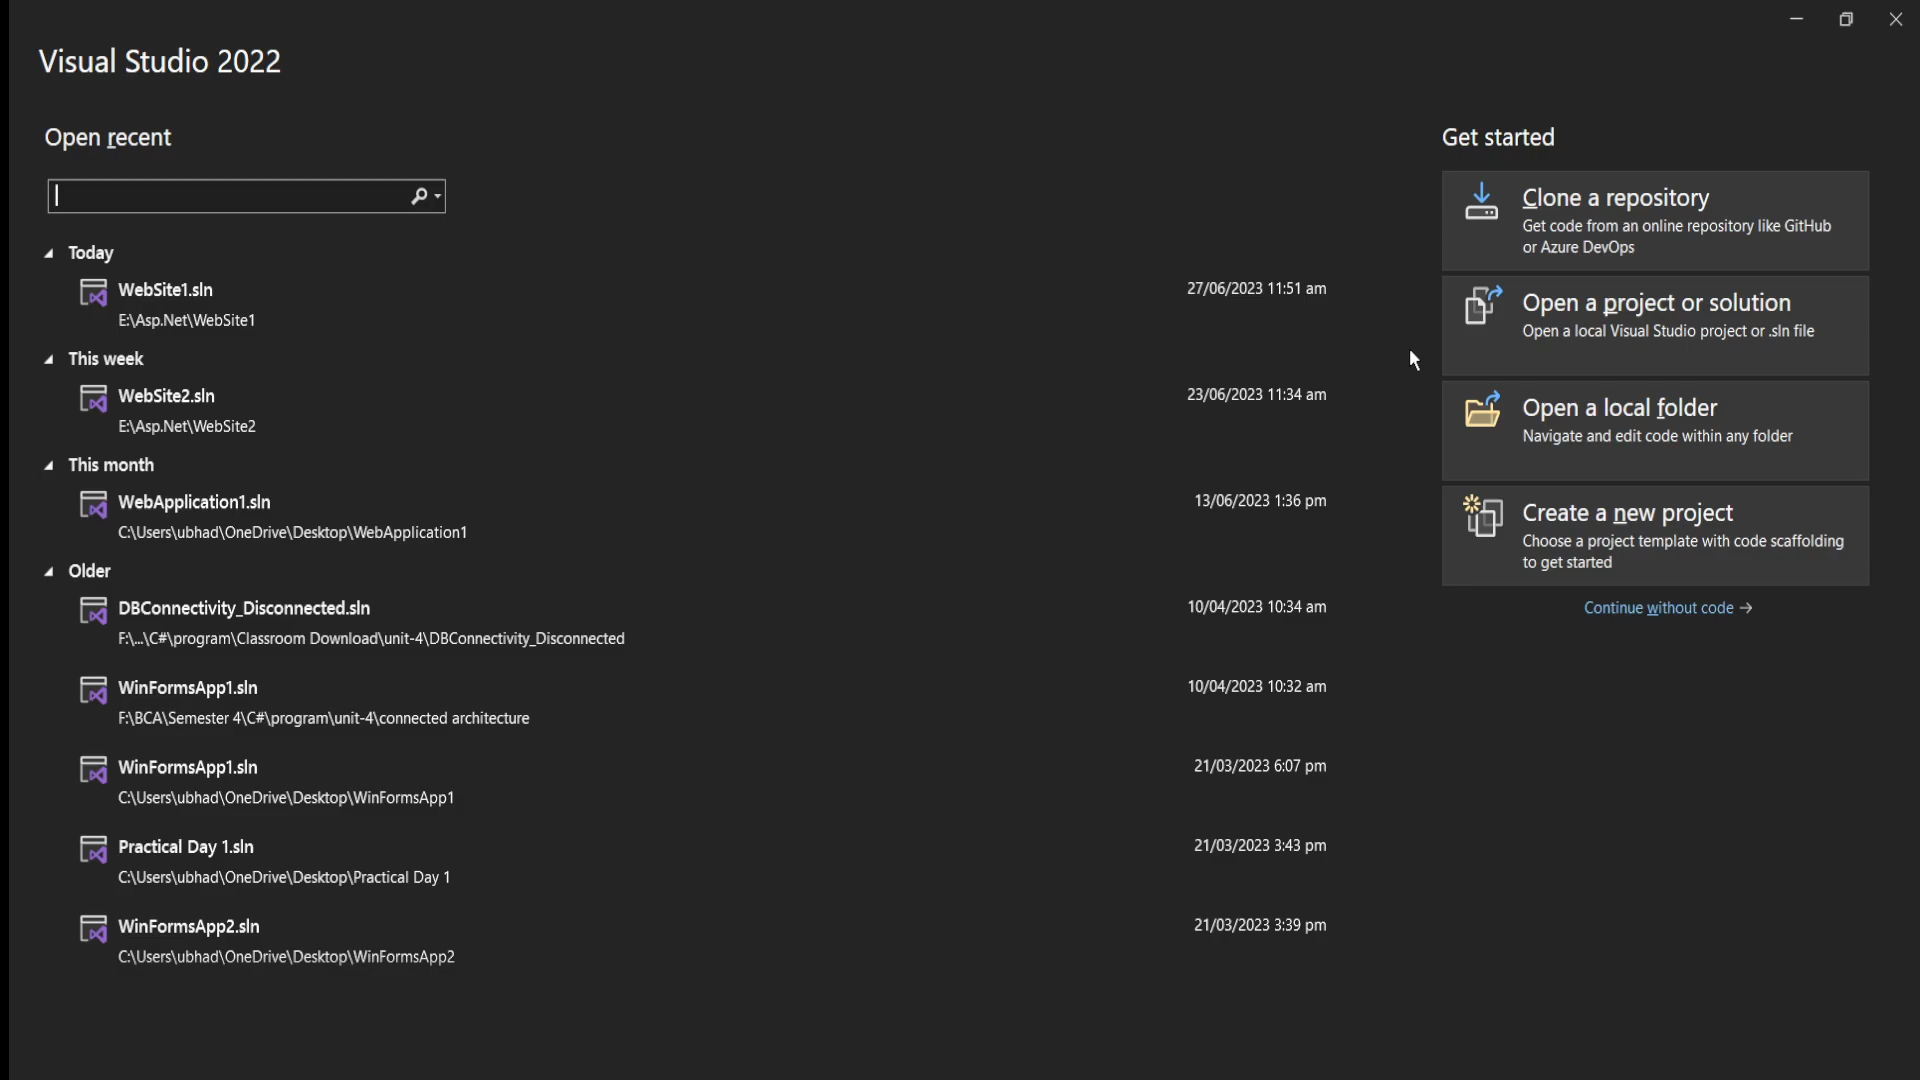 Visual Studio 2022
Open recent
Today
WebSite1.sln
27/06/2023 11:51 am
E:\Asp.Net\WebSite1
This week
WebSite2.sln
23/06/2023 11:34 am
E:\Asp.Net\WebSite2
This month
WebApplication1.sln
13/06/2023 1:36 pm
C:\Users\ubhad\OneDrive\Desktop\WebApplication1
Older
DBConnectivity_Disconnected.sln
10/04/2023 10:34 am
F:\...\C#\program\Classroom Download\unit-4\DBConnectivity_Disconnected
WinFormsApp1.sln
10/04/2023 10:32 am
F:\BCA\Semester 4\C#\program\unit-4\connected architecture
WinFormsApp1.sln
21/03/2023 6:07 pm
C:\Users\ubhad\OneDrive\Desktop\WinFormsApp1
Practical Day 1.sln
21/03/2023 3:43 pm
C:\Users\ubhad\OneDrive\Desktop\Practical Day 1
WinFormsApp2.sln
21/03/2023 3:39 pm
C:\Users\ubhad\OneDrive\Desktop\WinFormsApp2
Get started
Clone a repository
Get code from an online repository like GitHub
or Azure DevOps
Open a project or solution
Open a local Visual Studio project or .sln file
Open a local folder
Navigate and edit code within any folder
Create a new project
Choose a project template with code scaffolding
to get started
Continue without code →